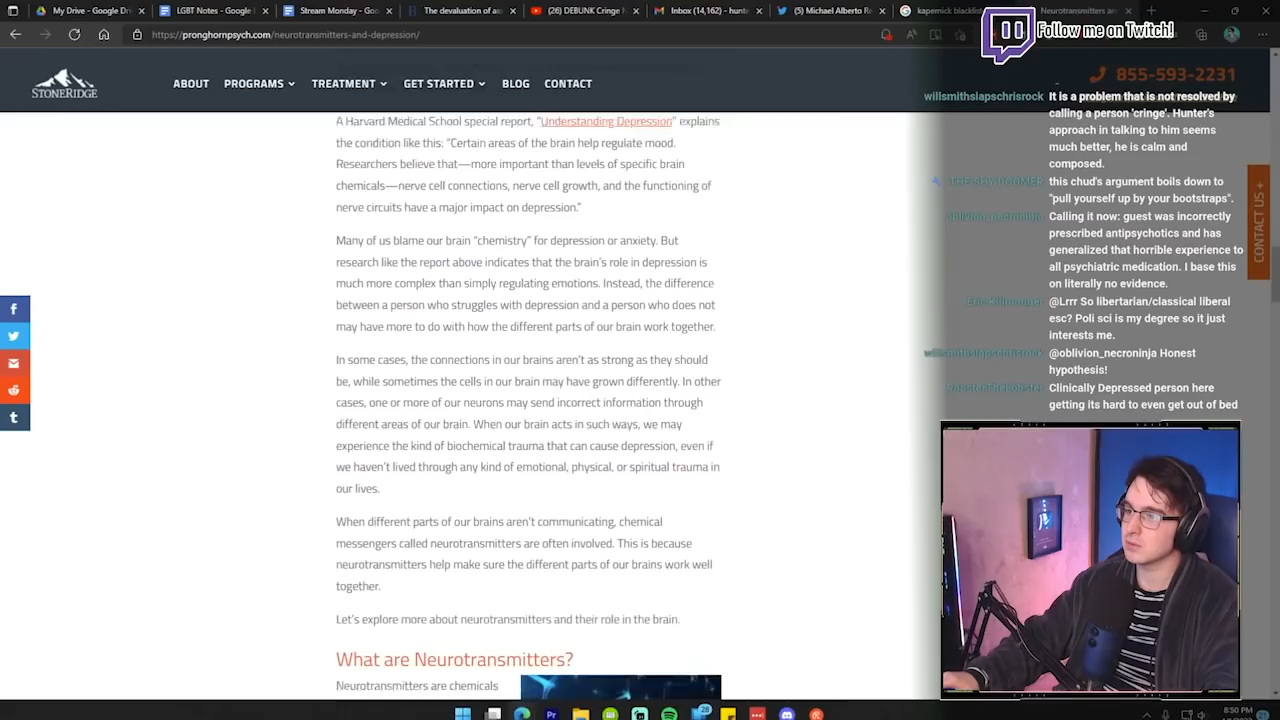 My Drive - Google Dri
LGBT Notes - Google D
Stream Monday - Goog
The devaluation of as
(26) DEBUNK Cringe N
Inbox (14,162) - hunte
(5) Michael Alberto Re
kapernick blacklist
Neurotransmitters an
https://pronghornpsych.com/neurotransmitters-and-depression/
Follow me on Twitch!
STONERIDGE
ABOUT
PROGRAMS
TREATMENT
GET STARTED
BLOG
CONTACT
855-593-2231
A Harvard Medical School special report, “Understanding Depression” explains
the condition like this: “Certain areas of the brain help regulate mood.
Researchers believe that—more important than levels of specific brain
chemicals—nerve cell connections, nerve cell growth, and the functioning of
nerve circuits have a major impact on depression.”
Many of us blame our brain “chemistry” for depression or anxiety. But
research like the report above indicates that the brain’s role in depression is
much more complex than simply regulating emotions. Instead, the difference
between a person who struggles with depression and a person who does not
may have more to do with how the different parts of our brain work together.
In some cases, the connections in our brains aren’t as strong as they should
be, while sometimes the cells in our brain may have grown differently. In other
cases, one or more of our neurons may send incorrect information through
different areas of our brain. When our brain acts in such ways, we may
experience the kind of biochemical trauma that can cause depression, even if
we haven’t lived through any kind of emotional, physical, or spiritual trauma in
our lives.
When different parts of our brains aren’t communicating, chemical
messengers called neurotransmitters are often involved. This is because
neurotransmitters help make sure the different parts of our brains work well
together.
Let’s explore more about neurotransmitters and their role in the brain.
What are Neurotransmitters?
Neurotransmitters are chemicals
willsmithslapschrisrock It is a problem that is not resolved by
calling a person 'cringe'. Hunter's
approach in talking to him seems
much better, he is calm and
composed.
this chud's argument boils down to
"pull yourself up by your bootstraps".
oblivion_necroninja Calling it now: guest was incorrectly
prescribed antipsychotics and has
generalized that horrible experience to
all psychiatric medication. I base this
on literally no evidence.
Eric Killmonger @Lrrr So libertarian/classical liberal
esc? Poli sci is my degree so it just
interests me.
willsmithslapschrisrock @oblivion_necroninja Honest
hypothesis!
RobsterTheLobster Clinically Depressed person here
getting its hard to even get out of bed
CONTACT US +
28
8:50 PM